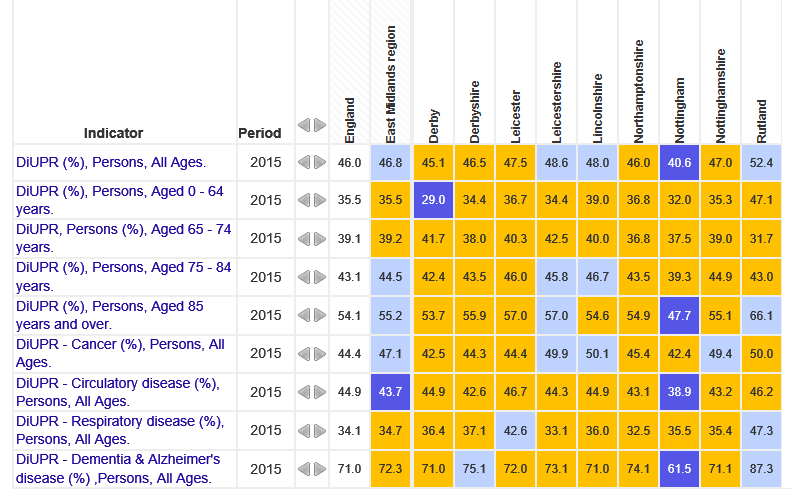 Indicator Period England East Midlands region Derby Derbyshire Leicester Leicestershire Lincolnshire Northamptonshire Nottingham Nottinghamshire Rutland
DiUPR (%), Persons, All Ages. 2015 46.0 46.8 45.1 46.5 47.5 48.6 48.0 46.0 40.6 47.0 52.4
DiUPR (%), Persons, Aged 0 - 64
years. 2015 35.5 35.5 29.0 34.4 36.7 34.4 39.0 36.8 32.0 35.3 47.1
DiUPR, Persons (%), Aged 65 - 74
years. 2015 39.1 39.2 41.7 38.0 40.3 42.5 40.0 36.8 37.5 39.0 31.7
DiUPR (%), Persons, Aged 75 - 84
years. 2015 43.1 44.5 42.4 43.5 46.0 45.8 46.7 43.5 39.3 44.9 43.0
DiUPR (%), Persons, Aged 85
years and over. 2015 54.1 55.2 53.7 55.9 57.0 57.0 54.6 54.9 47.7 55.1 66.1
DiUPR - Cancer (%), Persons, All
Ages. 2015 44.4 47.1 42.5 44.3 44.4 49.9 50.1 45.4 42.4 49.4 50.0
DiUPR - Circulatory disease (%),
Persons, All Ages. 2015 44.9 43.7 44.9 42.6 46.7 44.3 44.9 43.1 38.9 43.2 46.2
DiUPR - Respiratory disease (%),
Persons, All Ages. 2015 34.1 34.7 36.4 37.1 42.6 33.1 36.0 32.5 35.5 35.4 47.3
DiUPR - Dementia & Alzheimer's
disease (%) ,Persons, All Ages. 2015 71.0 72.3 71.0 75.1 72.0 73.1 71.0 74.1 61.5 71.1 87.3